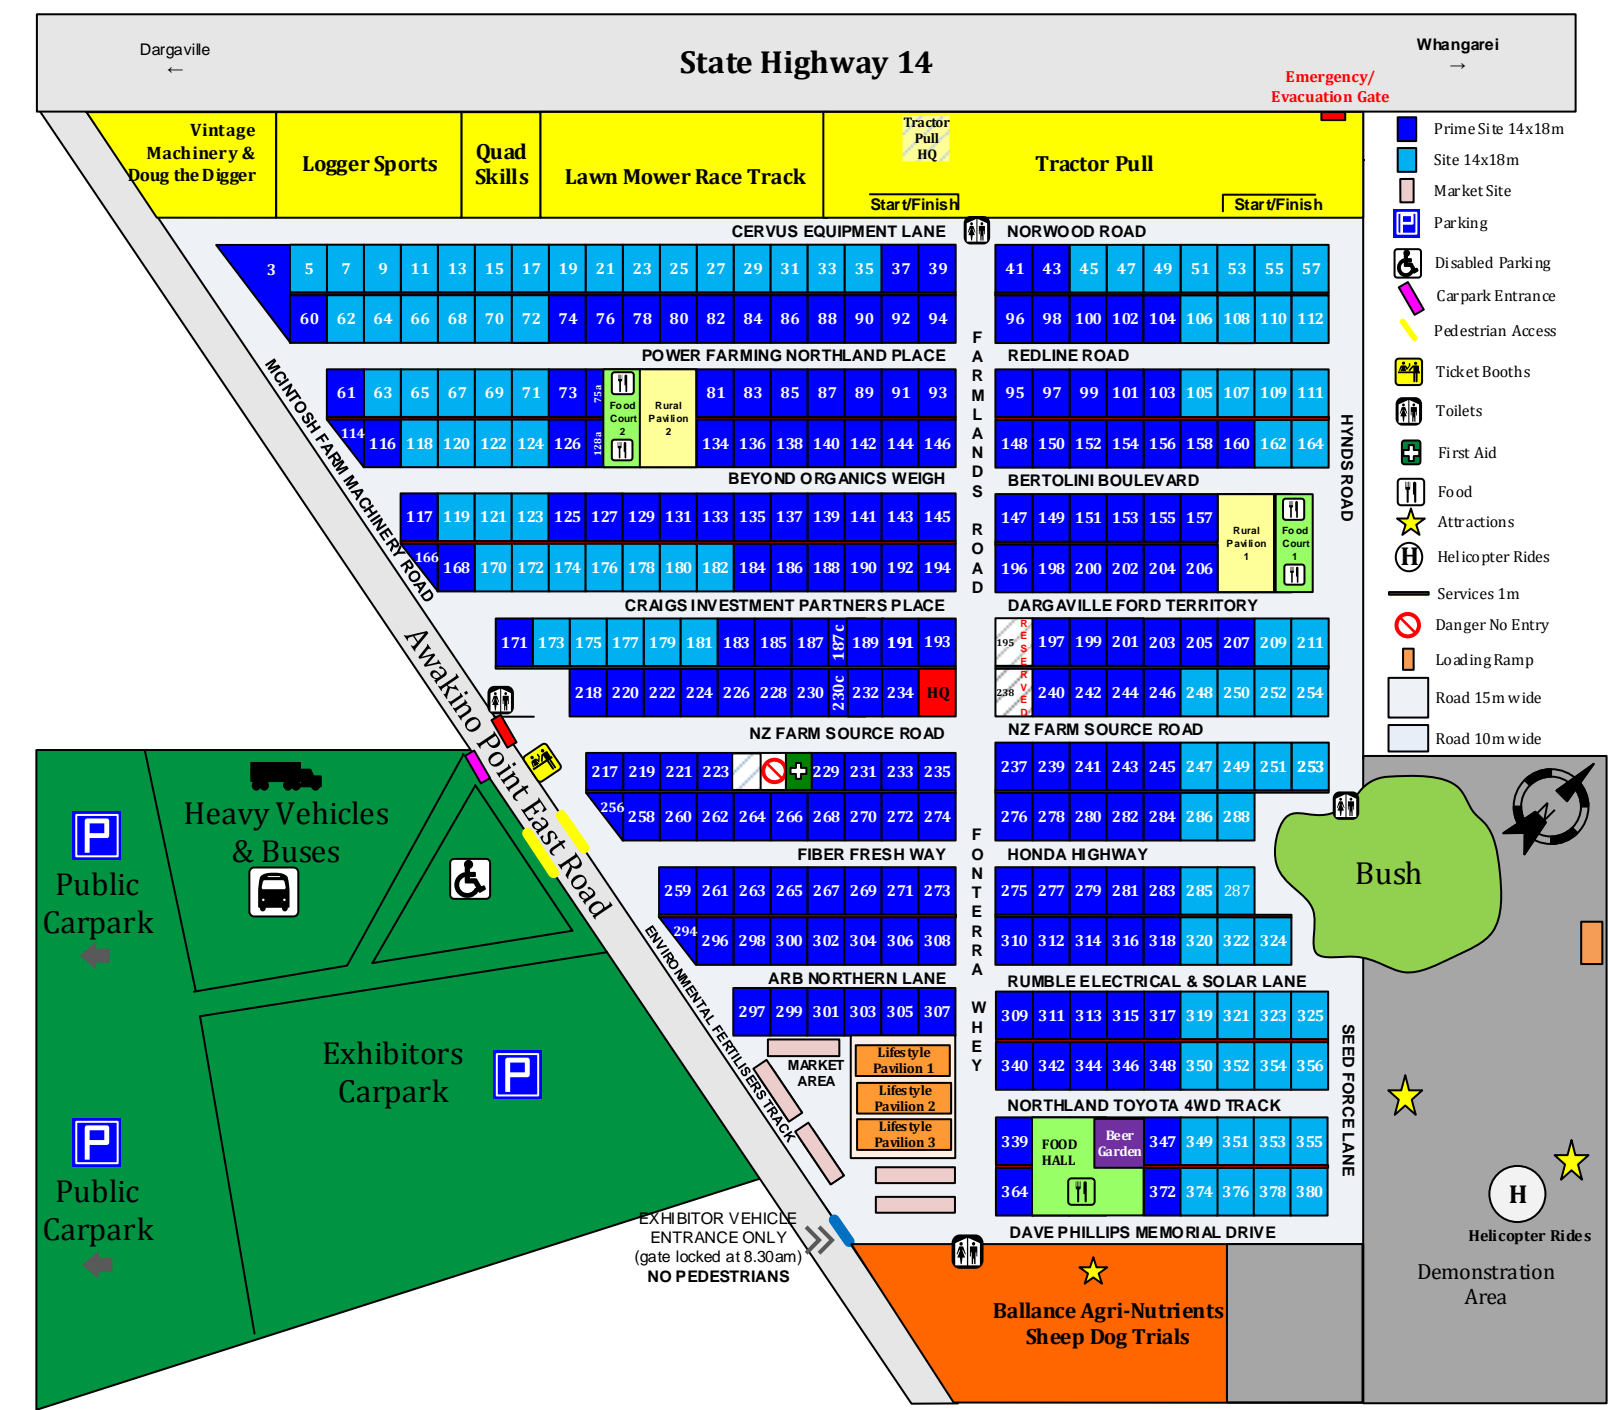 Dargaville
←
State Highway 14
Whangarei
→
Emergency/
Evacuation Gate
Vintage
Machinery &
Doug the Digger
Logger Sports
Quad
Skills
Lawn Mower Race Track
Tractor
Pull
HQ
Tractor Pull
Start/Finish
Start/Finish
Prime Site 14x18m
Site 14x18m
Market Site
Parking
Disabled Parking
Carpark Entrance
Pedestrian Access
Ticket Booths
Toilets
First Aid
Food
Attractions
H Helicopter Rides
Services 1m
Danger No Entry
Loading Ramp
Road 15m wide
Road 10m wide
CERVUS EQUIPMENT LANE
NORWOOD ROAD
3 5 7 9 11 13 15 17 19 21 23 25 27 29 31 33 35 37 39
41 43 45 47 49 51 53 55 57
60 62 64 66 68 70 72 74 76 78 80 82 84 86 88 90 92 94
96 98 100 102 104 106 108 110 112
POWER FARMING NORTHLAND PLACE
REDLINE ROAD
61 63 65 67 69 71 73 75a
Food
Court
2
Rural
Pavilion
2
81 83 85 87 89 91 93
95 97 99 101 103 105 107 109 111
114 116 118 120 122 124 126 128a
134 136 138 140 142 144 146
148 150 152 154 156 158 160 162 164
BEYOND ORGANICS WEIGH
BERTOLINI BOULEVARD
117 119 121 123 125 127 129 131 133 135 137 139 141 143 145
147 149 151 153 155 157
Rural
Pavilion
1
Food
Court
1
166 168 170 172 174 176 178 180 182 184 186 188 190 192 194
196 198 200 202 204 206
CRAIGS INVESTMENT PARTNERS PLACE
DARGAVILLE FORD TERRITORY
171 173 175 177 179 181 183 185 187 187c 189 191 193
195 197 199 201 203 205 207 209 211
RESERVED
218 220 222 224 226 228 230 230c 232 234 HQ
238 240 242 244 246 248 250 252 254
NZ FARM SOURCE ROAD
NZ FARM SOURCE ROAD
217 219 221 223 229 231 233 235
237 239 241 243 245 247 249 251 253
256 258 260 262 264 266 268 270 272 274
276 278 280 282 284 286 288
FIBER FRESH WAY
HONDA HIGHWAY
259 261 263 265 267 269 271 273
275 277 279 281 283 285 287
294 296 298 300 302 304 306 308
310 312 314 316 318 320 322 324
ARB NORTHERN LANE
RUMBLE ELECTRICAL & SOLAR LANE
297 299 301 303 305 307
309 311 313 315 317 319 321 323 325
340 342 344 346 348 350 352 354 356
MARKET
AREA
Lifestyle
Pavilion 1
Lifestyle
Pavilion 2
Lifestyle
Pavilion 3
NORTHLAND TOYOTA 4WD TRACK
339
FOOD
HALL
Beer
Garden
347 349 351 353 355
364 372 374 376 378 380
DAVE PHILLIPS MEMORIAL DRIVE
FARMLANDS ROAD
FONTERRA WHEY
HYNDS ROAD
SEED FORCE LANE
MCINTOSH FARM MACHINERY ROAD
Awakino Point East Road
ENVIRONMENTAL FERTILISERS TRACK
Heavy Vehicles
& Buses
P
Public
Carpark
Exhibitors
Carpark
P
P
Public
Carpark
EXHIBITOR VEHICLE
ENTRANCE ONLY
(gate locked at 8.30am)
NO PEDESTRIANS
Ballance Agri-Nutrients
Sheep Dog Trials
N
Bush
H
Helicopter Rides
Demonstration
Area